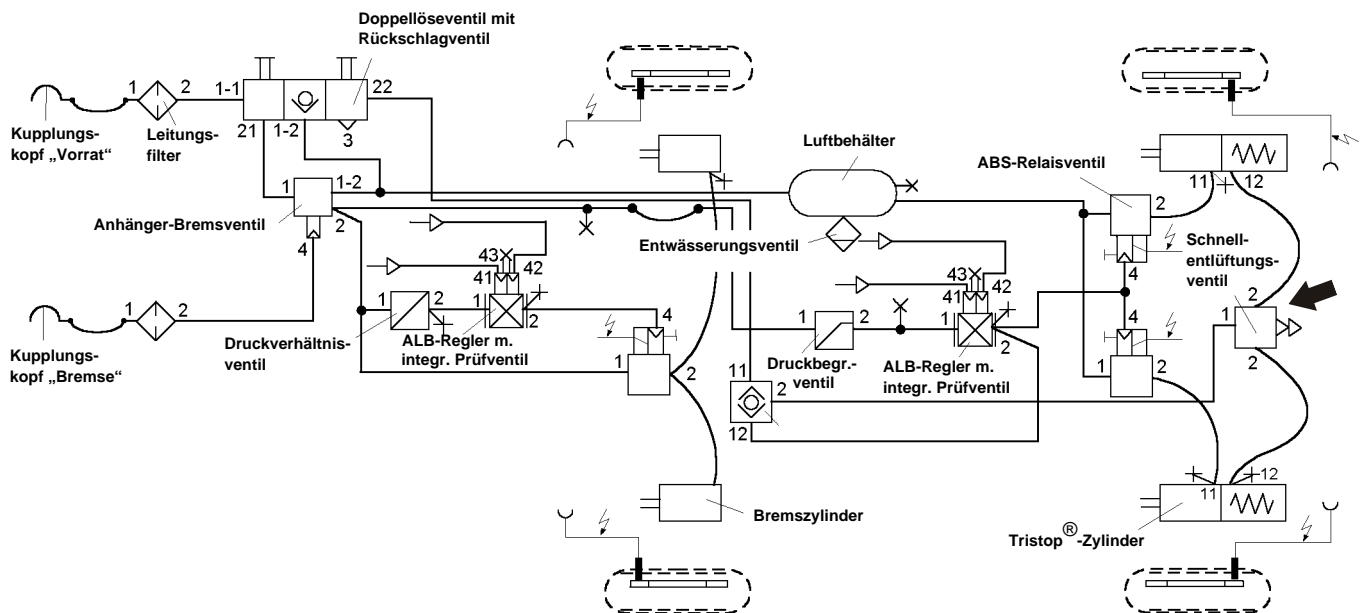 Doppellöseventil mit
Rückschlagventil
1 2 1-1 22
Kupplungs-
kopf „Vorrat“
Leitungs-
filter
21 1-2 3
Luftbehälter
ABS-Relaisventil
11 12
1 1-2
2
4
Anhänger-Bremsventil
2
Entwässerungsventil
Schnell-
entlüftungs-
ventil
43
41 42
43
41 42
4
1 2 1 2
4
1 2 1 2
4
2
1
2
1 2
Kupplungs-
kopf „Bremse“
Druckverhältnis-
ventil
ALB-Regler m.
integr. Prüfventil
1 2
Druckbegr.-
ventil
ALB-Regler m.
integr. Prüfventil
1 2
11
2
12
11 12
Bremszylinder
Tristop®-Zylinder